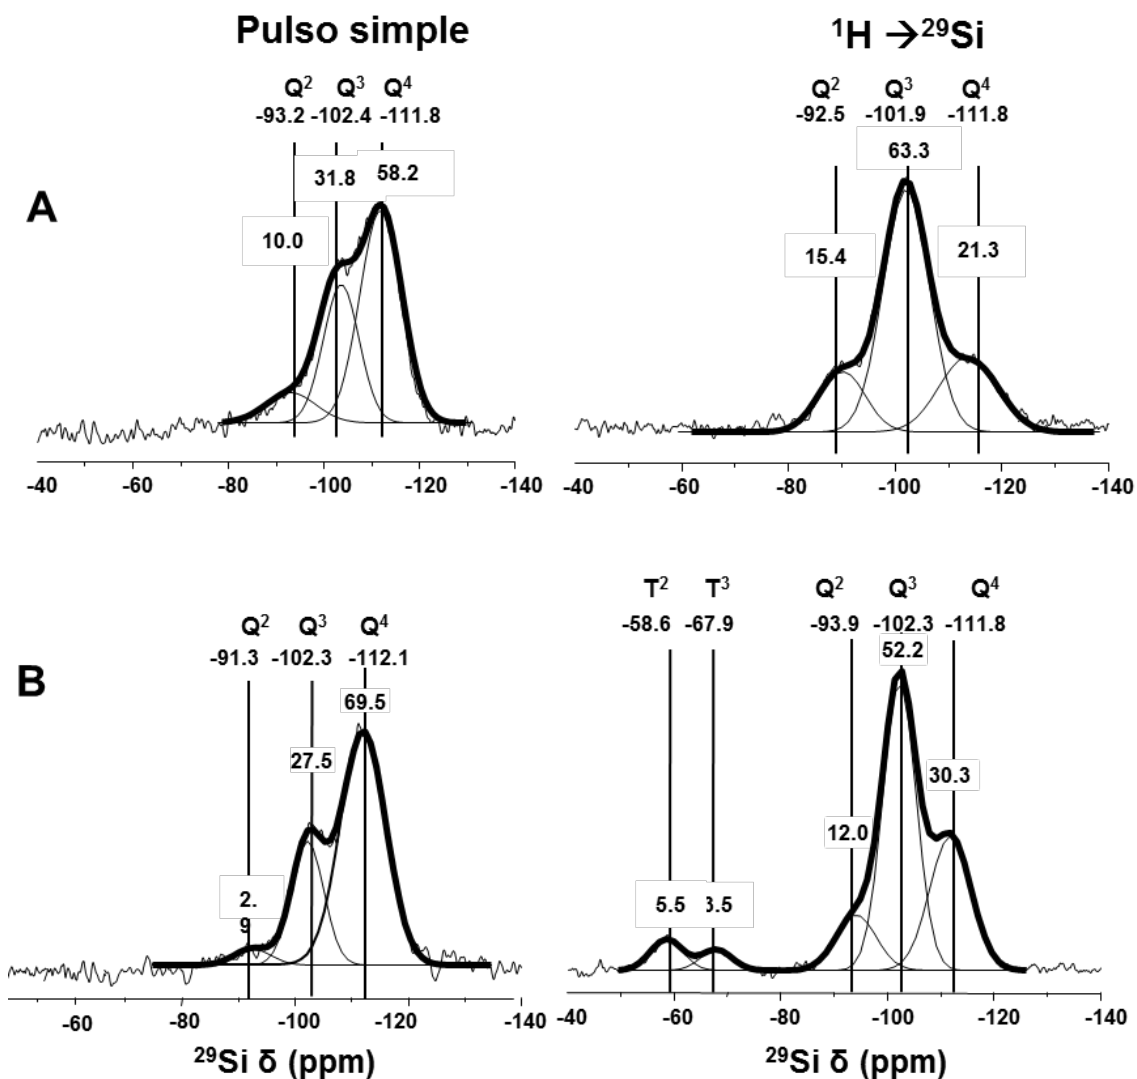 Pulso simple
¹H →²⁹Si
Q² Q³ Q⁴
-93.2 -102.4 -111.8
Q² Q³ Q⁴
-92.5 -101.9 -111.8
A
10.0
31.8
58.2
15.4
63.3
21.3
-40 -60 -80 -100 -120 -140
-40 -60 -80 -100 -120 -140
Q² Q³ Q⁴
-91.3 -102.3 -112.1
T² T³ Q² Q³ Q⁴
-58.6 -67.9 -93.9 -102.3 -111.8
B
2.
9
27.5
69.5
5.5
3.5
12.0
52.2
30.3
-60 -80 -100 -120 -140
-40 -60 -80 -100 -120 -140
²⁹Si δ (ppm)
²⁹Si δ (ppm)